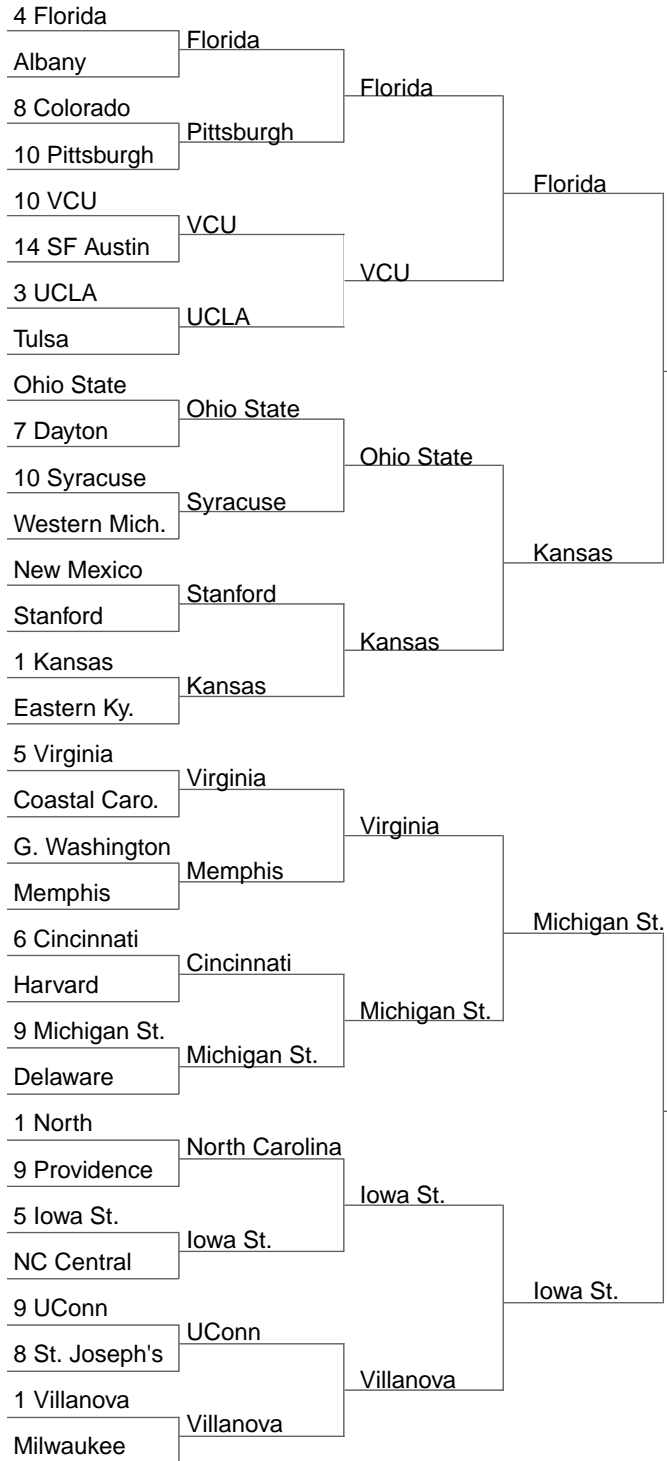 4 Florida
Albany
8 Colorado
10 Pittsburgh
10 VCU
14 SF Austin
3 UCLA
Tulsa
Ohio State
7 Dayton
10 Syracuse
Western Mich.
New Mexico
Stanford
1 Kansas
Eastern Ky.
5 Virginia
Coastal Caro.
G. Washington
Memphis
6 Cincinnati
Harvard
9 Michigan St.
Delaware
1 North
9 Providence
5 Iowa St.
NC Central
9 UConn
8 St. Joseph's
1 Villanova
Milwaukee
Florida
Pittsburgh
VCU
UCLA
Ohio State
Syracuse
Stanford
Kansas
Virginia
Memphis
Cincinnati
Michigan St.
North Carolina
Iowa St.
UConn
Villanova
Florida
VCU
Ohio State
Kansas
Virginia
Michigan St.
Iowa St.
Villanova
Florida
Kansas
Michigan St.
Iowa St.